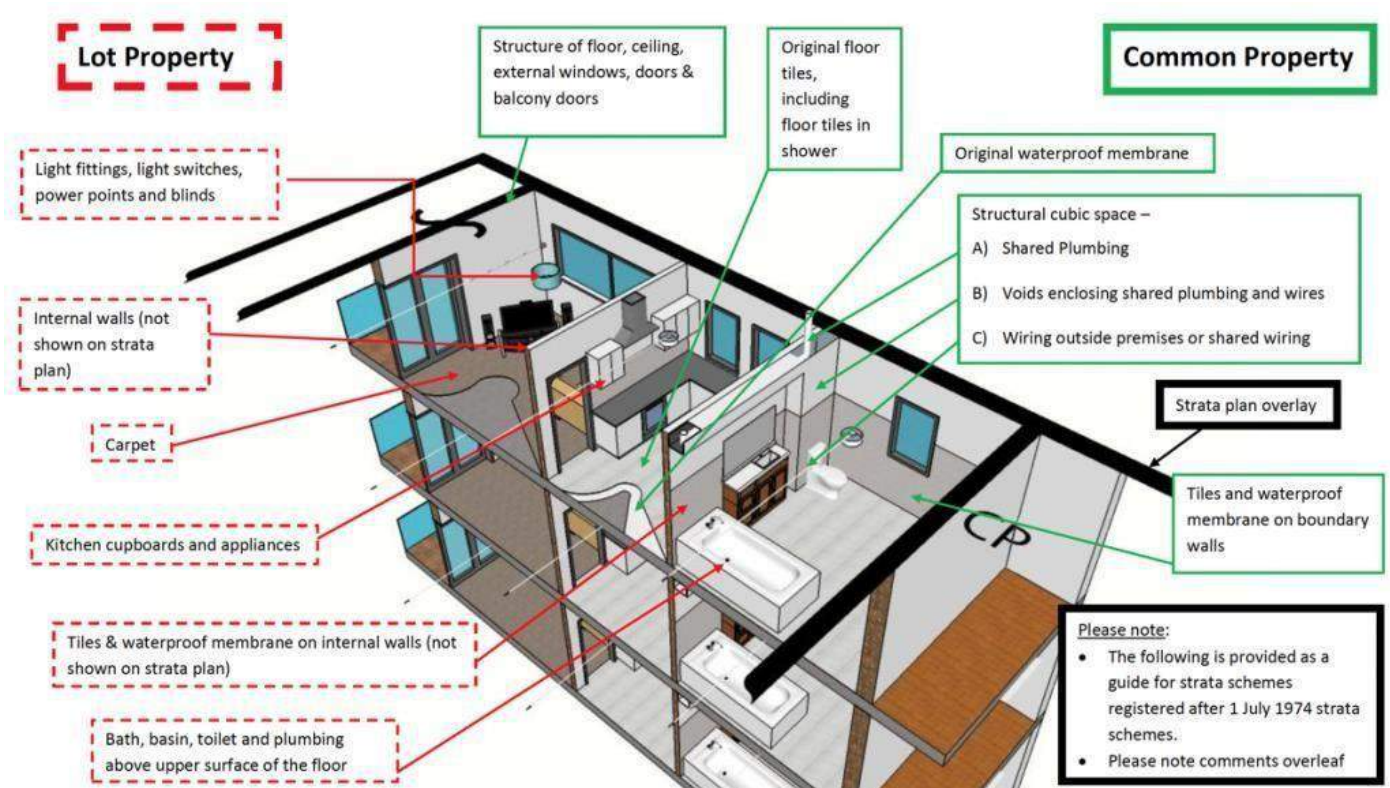 Lot Property
Structure of floor, ceiling,
external windows, doors &
balcony doors
Original floor
tiles,
including
floor tiles in
shower
Common Property
Light fittings, light switches,
power points and blinds
Original waterproof membrane
Structural cubic space –
A) Shared Plumbing
B) Voids enclosing shared plumbing and wires
C) Wiring outside premises or shared wiring
Internal walls (not
shown on strata
plan)
Strata plan overlay
Carpet
Tiles and waterproof
membrane on boundary
walls
Kitchen cupboards and appliances
CP
Tiles & waterproof membrane on internal walls (not
shown on strata plan)
Please note:
• The following is provided as a
guide for strata schemes
registered after 1 July 1974 strata
schemes.
• Please note comments overleaf
Bath, basin, toilet and plumbing
above upper surface of the floor